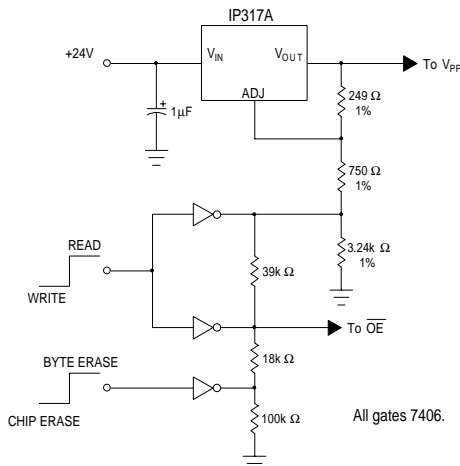 IP317A
+24V
V_IN
V_OUT
To V_PP
ADJ
1μF
+
249 Ω
1%
750 Ω
1%
3.24k Ω
1%
READ
WRITE
39k Ω
To O̅E̅
BYTE ERASE
CHIP ERASE
18k Ω
100k Ω
All gates 7406.